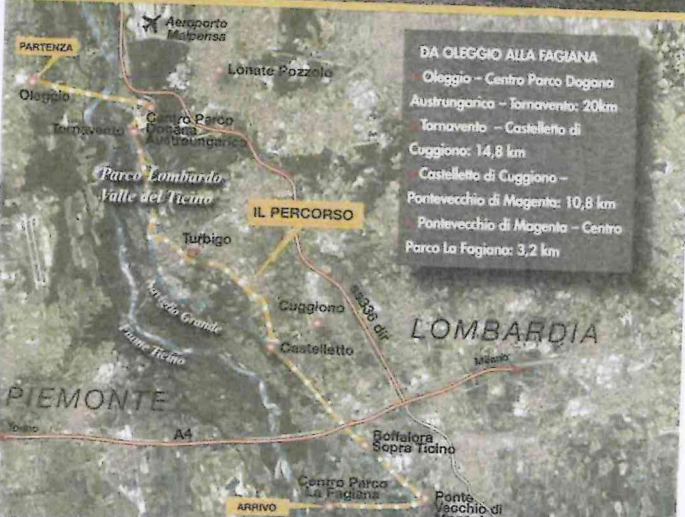 Aeroporto
Malpensa
PARTENZA
Lonate Pozzolo
Oleggio
Centro Parco
Dogana
Austroungarica
Tornavento
Parco Lombardo
Valle del Ticino
IL PERCORSO
Turbigo
Naviglio Grande
Fiume Ticino
Cuggiono
ss336 dir
Castelletto
LOMBARDIA
Milano
PIEMONTE
Torino
A4
Boffalora
Sopra Ticino
Centro Parco
La Fagiana
ARRIVO
Ponte
Vecchio di
DA OLEGGIO ALLA FAGIANA
Oleggio – Centro Parco Dogana
Austrungarica – Tornavento: 20km
Tornavento – Castelletto di
Cuggiono: 14,8 km
Castelletto di Cuggiono –
Pontevecchio di Magenta: 10,8 km
Pontevecchio di Magenta – Centro
Parco La Fagiana: 3,2 km